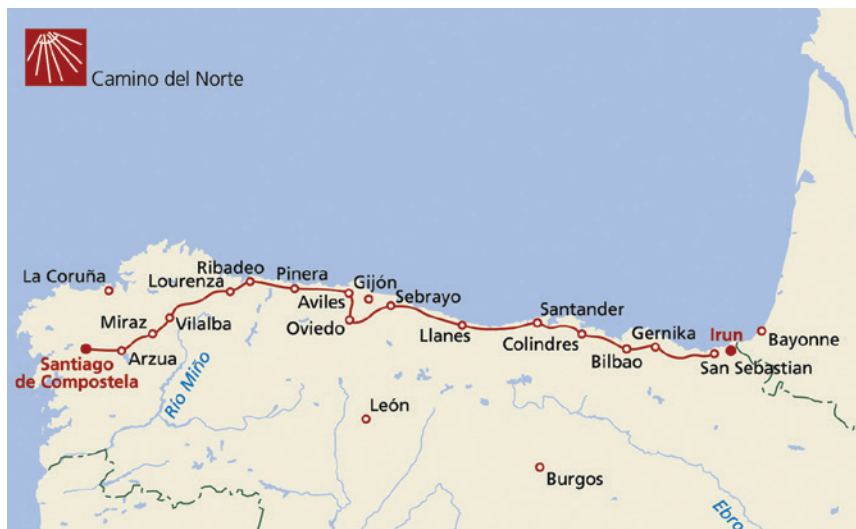 Camino del Norte
La Coruña
Lourenza
Ribadeo
Pinera
Gijón
Aviles
Sebrayo
Miraz
Vilalba
Oviedo
Llanes
Santander
Colindres
Gernika
Irun
Bayonne
Bilbao
San Sebastian
Arzua
Santiago
de Compostela
Río Miño
León
Burgos
Ebro